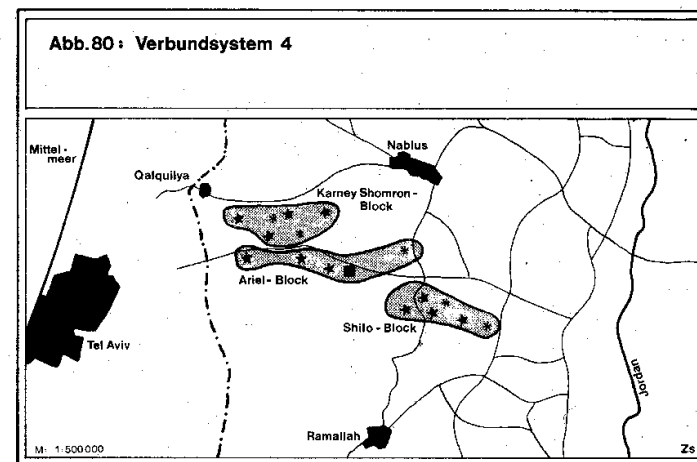 Abb.80: Verbundsystem 4
Mittel-
meer
Nablus
Qalquilya
Karney Shomron-
Block
Ariel-Block
Shilo-Block
Tel Aviv
Jordan
Ramallah
M: 1:500000
Zs